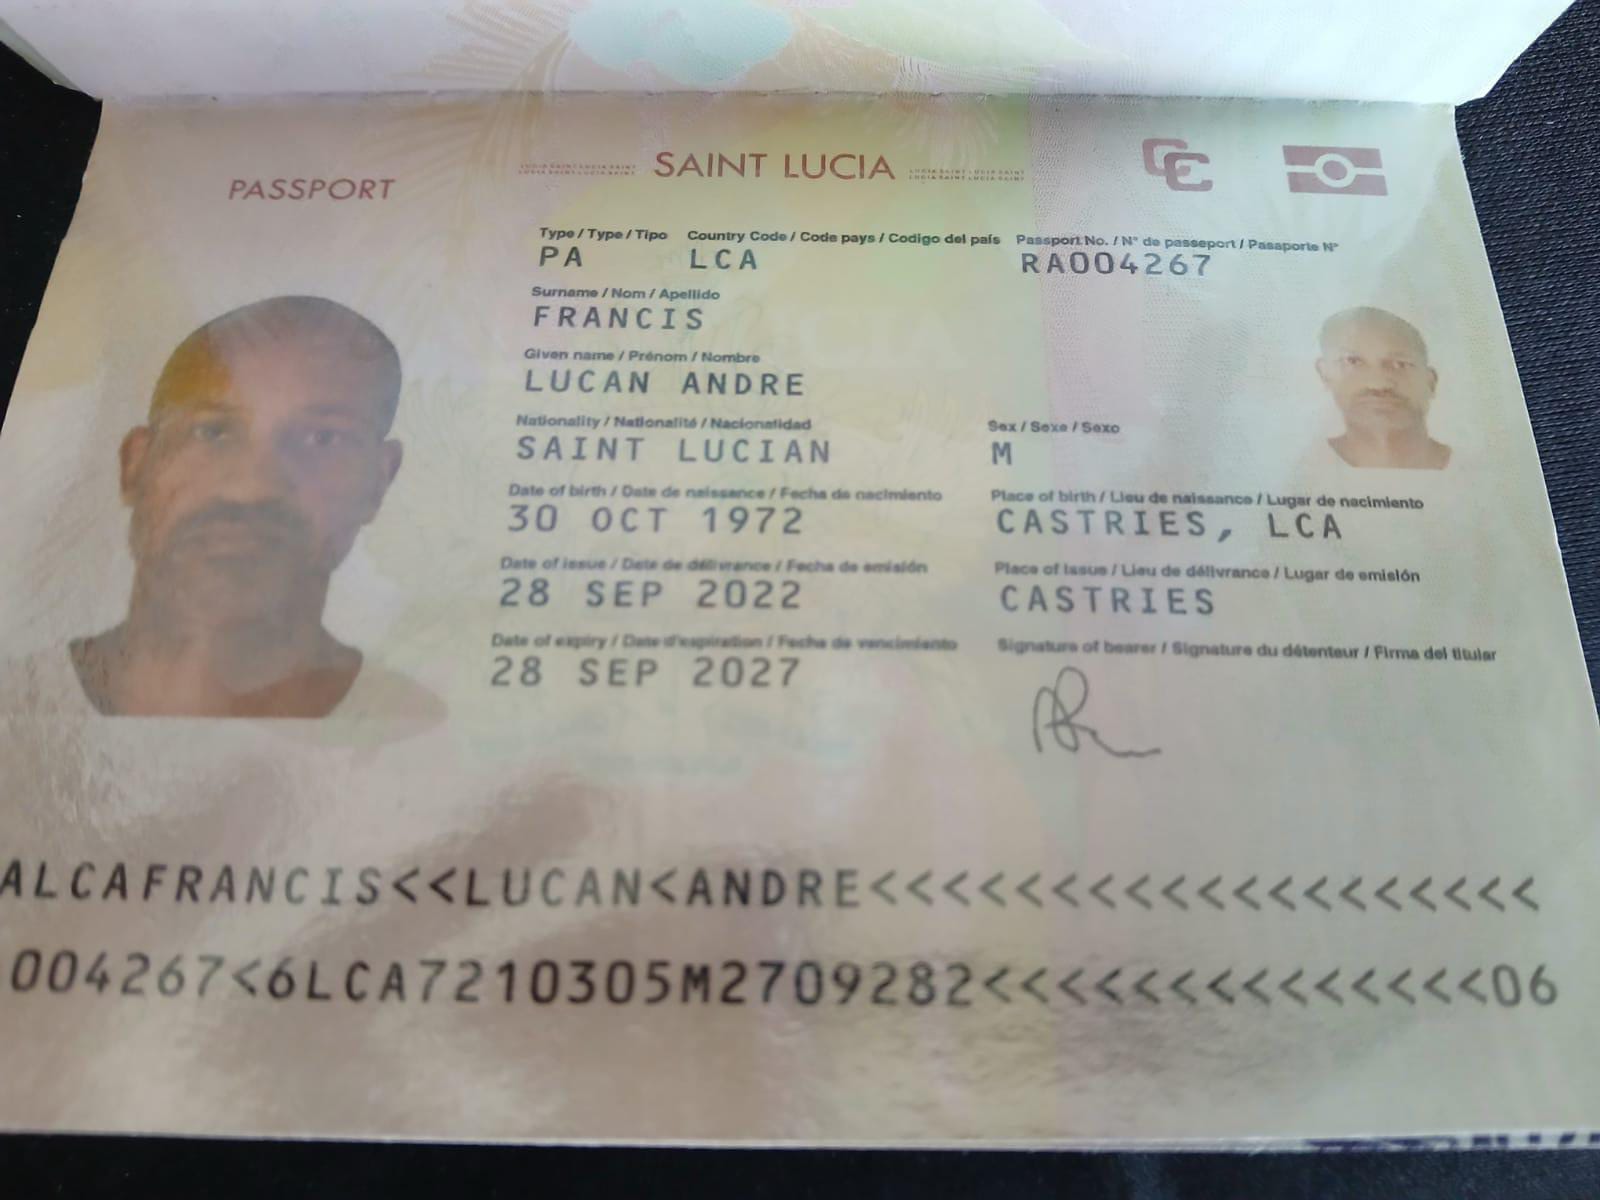 PASSPORT
SAINT LUCIA
CC
Type / Type / Tipo Country Code / Code pays / Codigo del país Passport No. / N° de passeport / Pasaporte N°
PA LCA RA004267
Surname / Nom / Apellido
FRANCIS
Given name / Prénom / Nombre
LUCAN ANDRE
Nationality / Nationalité / Nacionalidad Sex / Sexe / Sexo
SAINT LUCIAN M
Date of birth / Date de naissance / Fecha de nacimiento Place of birth / Lieu de naissance / Lugar de nacimiento
30 OCT 1972 CASTRIES, LCA
Date of issue / Date de délivrance / Fecha de emisión Place of Issue / Lieu de délivrance / Lugar de emisión
28 SEP 2022 CASTRIES
Date of expiry / Date d'expiration / Fecha de vencimiento Signature of bearer / Signature du détenteur / Firma del titular
28 SEP 2027
ALCAFRANCIS<<LUCAN<ANDRE<<<<<<<<<<<<<<<<<<<
004267<6LCA7210305M2709282<<<<<<<<<<<<<<06